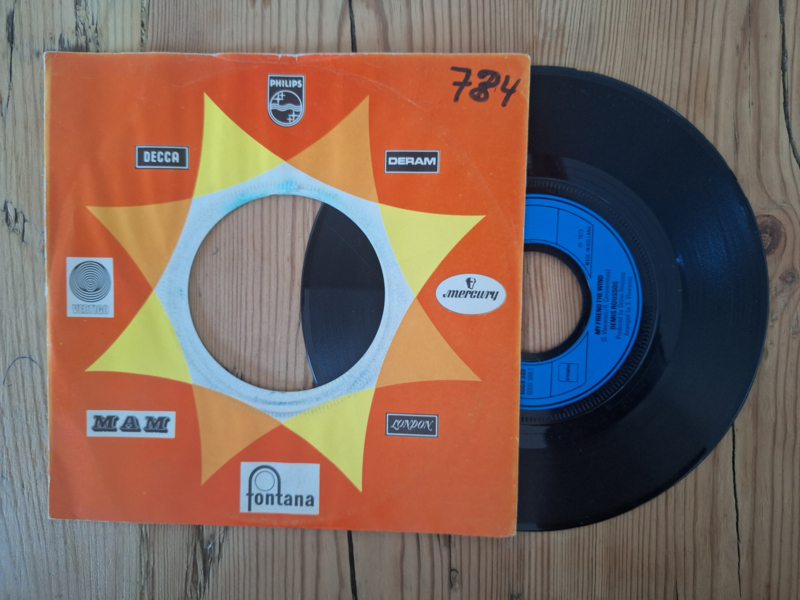 784
PHILIPS
DECCA
DERAM
VERTIGO
mercury
MAM
LONDON
fontana
MY FRIEND THE WIND
DEMIS ROUSSOS